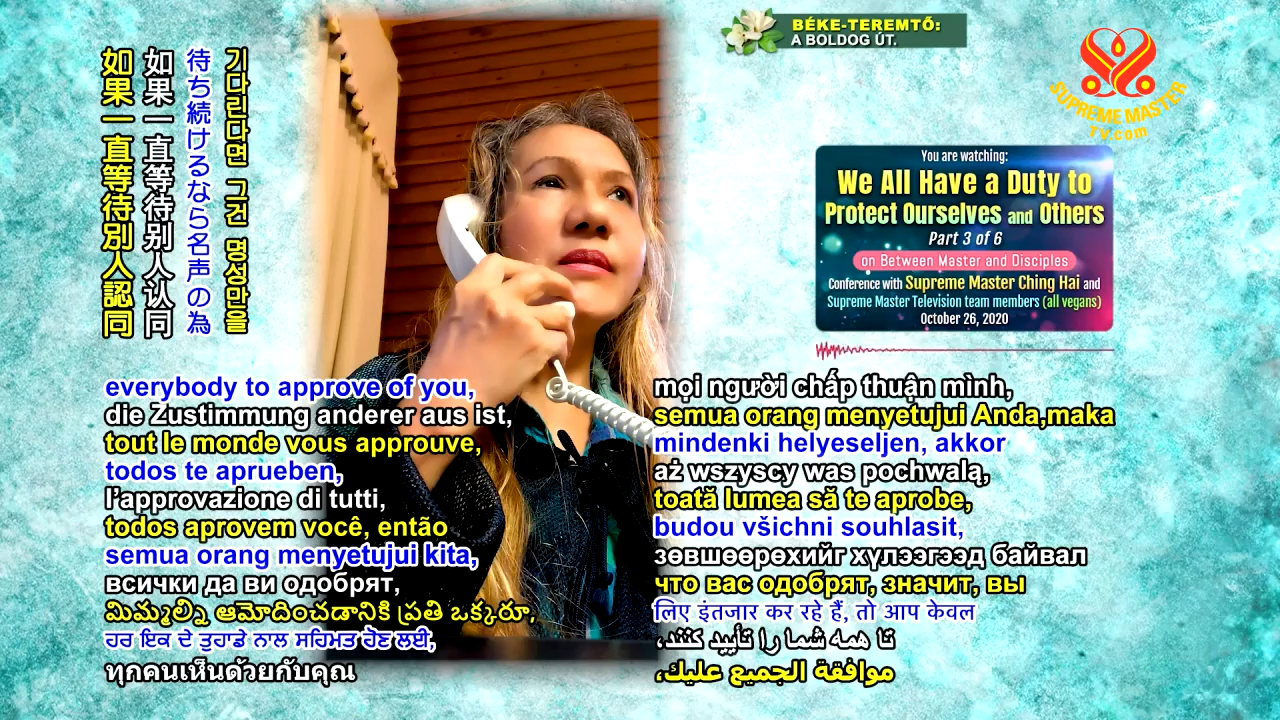 BÉKE-TEREMTŐ:
A BOLDOG ÚT.
SUPREME MASTER
TV.com
You are watching:
We All Have a Duty to
Protect Ourselves and Others
Part 3 of 6
on Between Master and Disciples
Conference with Supreme Master Ching Hai and
Supreme Master Television team members (all vegans)
October 26, 2020
기다린다면 그건 명성만을
待ち続けるなら名声の為
如果一直等待别人认同
如果一直等待別人認同
everybody to approve of you,
die Zustimmung anderer aus ist,
tout le monde vous approuve,
todos te aprueben,
l'approvazione di tutti,
todos aprovem você, então
semua orang menyetujui kita,
всички да ви одобрят,
మిమ్మల్ని ఆమోదించడానికి ప్రతి ఒక్కరూ,
ਹਰ ਇਕ ਦੇ ਤੁਹਾਡੇ ਨਾਲ ਸਹਿਮਤ ਹੋਣ ਲਈ,
ทุกคนเห็นด้วยกับคุณ
mọi người chấp thuận mình,
semua orang menyetujui Anda,maka
mindenki helyeseljen, akkor
aż wszyscy was pochwalą,
toată lumea să te aprobe,
budou všichni souhlasit,
зөвшөөрөхийг хүлээгээд байвал
что вас одобрят, значит, вы
लिए इंतजार कर रहे हैं, तो आप केवल
تا همه شما را تأیید کنند،
موافقة الجميع عليك،